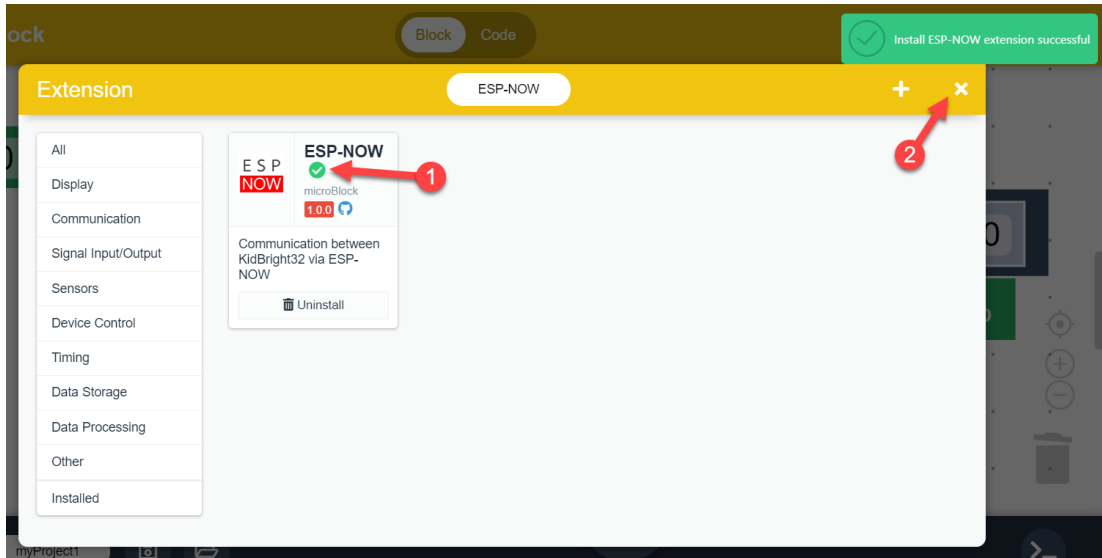 ock
Block
Code
Install ESP-NOW extension successful
Extension
ESP-NOW
2
All
Display
Communication
Signal Input/Output
Sensors
Device Control
Timing
Data Storage
Data Processing
Other
Installed
E S P
NOW
ESP-NOW
1
microBlock
1.0.0
Communication between
KidBright32 via ESP-
NOW
Uninstall
0
myProject1